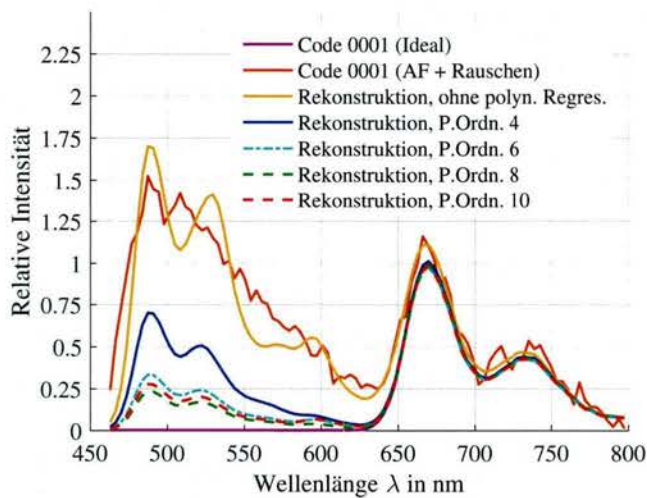 2.25
2
1.75
1.5
1.25
1
0.75
0.5
0.25
0
Relative Intensität
Code 0001 (Ideal)
Code 0001 (AF + Rauschen)
Rekonstruktion, ohne polyn. Regres.
Rekonstruktion, P.Ordn. 4
Rekonstruktion, P.Ordn. 6
Rekonstruktion, P.Ordn. 8
Rekonstruktion, P.Ordn. 10
450 500 550 600 650 700 750 800
Wellenlänge λ in nm